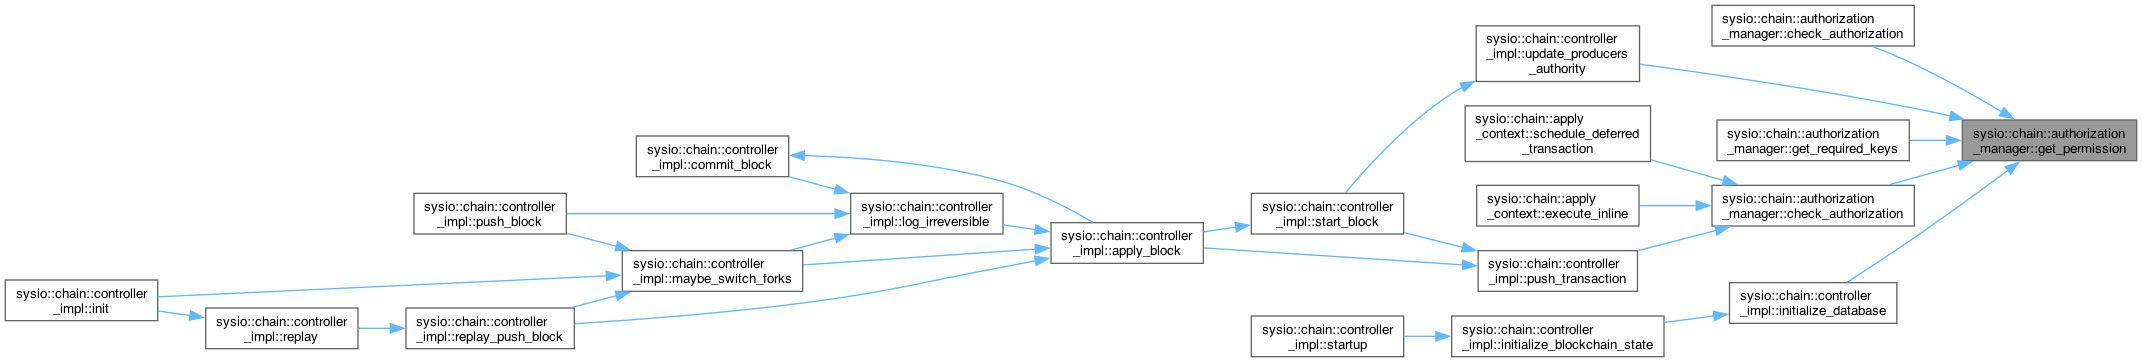 sysio::chain::authorization
_manager::check_authorization
sysio::chain::controller
_impl::update_producers
_authority
sysio::chain::apply
_context::schedule_deferred
_transaction
sysio::chain::authorization
_manager::get_required_keys
sysio::chain::authorization
_manager::get_permission
sysio::chain::controller
_impl::commit_block
sysio::chain::controller
_impl::push_block
sysio::chain::controller
_impl::log_irreversible
sysio::chain::controller
_impl::start_block
sysio::chain::apply
_context::execute_inline
sysio::chain::authorization
_manager::check_authorization
sysio::chain::controller
_impl::apply_block
sysio::chain::controller
_impl::maybe_switch_forks
sysio::chain::controller
_impl::push_transaction
sysio::chain::controller
_impl::init
sysio::chain::controller
_impl::replay
sysio::chain::controller
_impl::replay_push_block
sysio::chain::controller
_impl::initialize_database
sysio::chain::controller
_impl::startup
sysio::chain::controller
_impl::initialize_blockchain_state